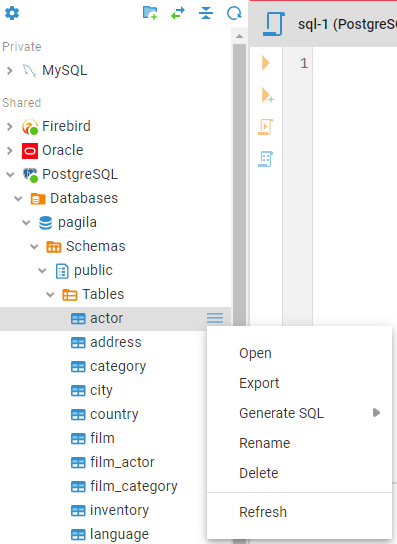 sql-1 (PostgreSC
1
Private
MySQL
Shared
Firebird
Oracle
PostgreSQL
Databases
pagila
Schemas
public
Tables
actor
address
category
city
country
film
film_actor
film_category
inventory
language
Open
Export
Generate SQL
Rename
Delete
Refresh